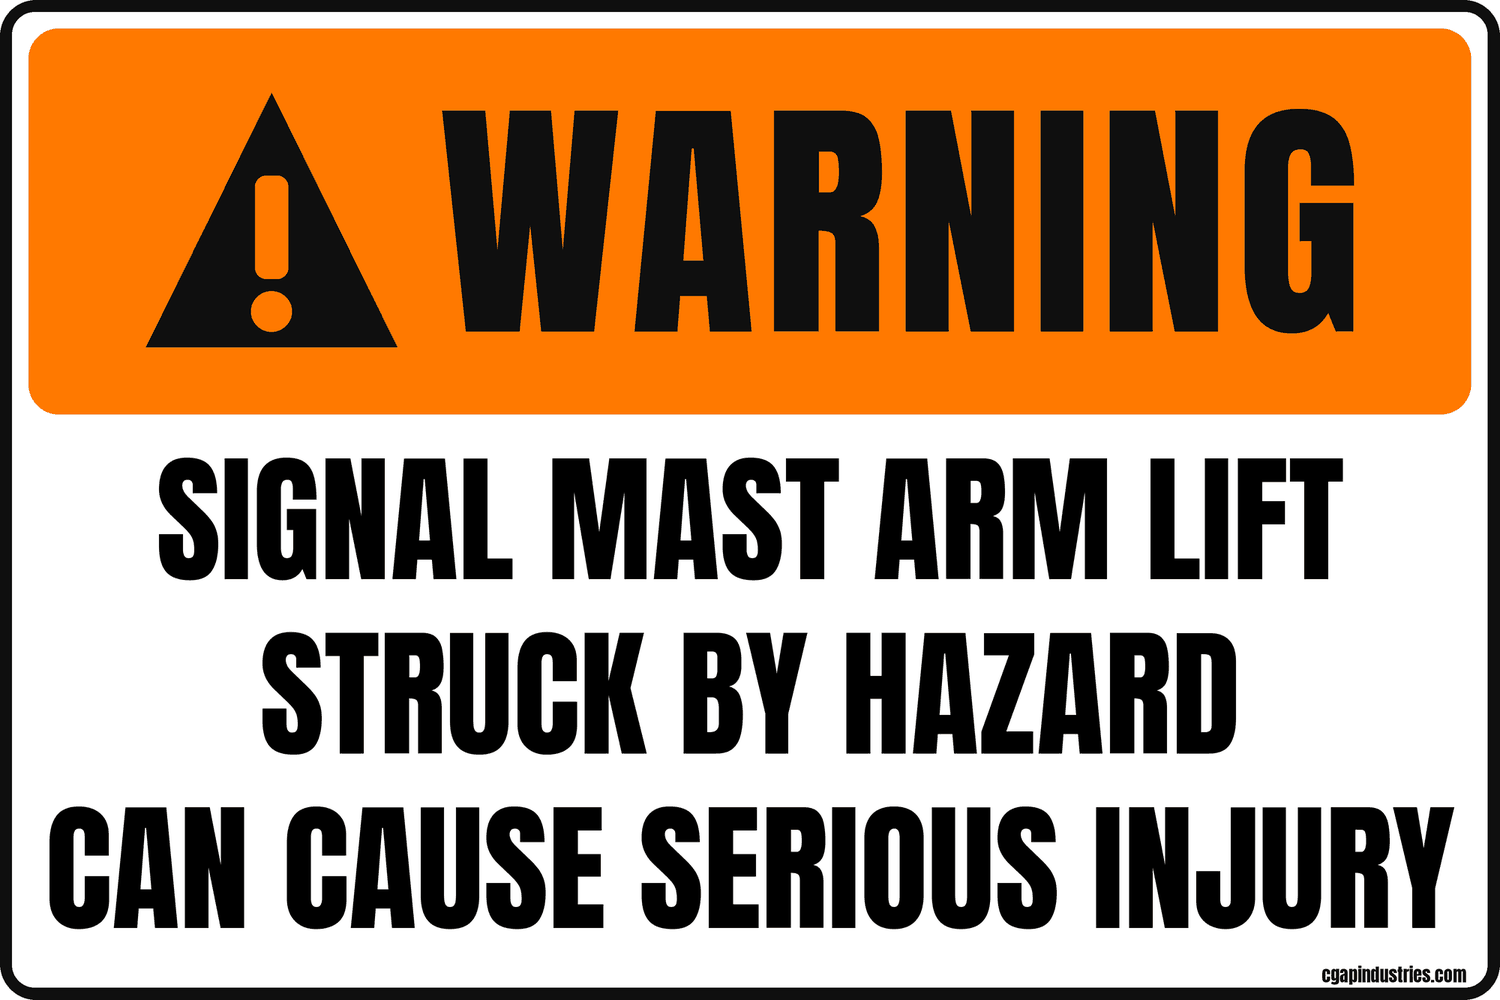 WARNING
SIGNAL MAST ARM LIFT
STRUCK BY HAZARD
CAN CAUSE SERIOUS INJURY
cgapindustries.com